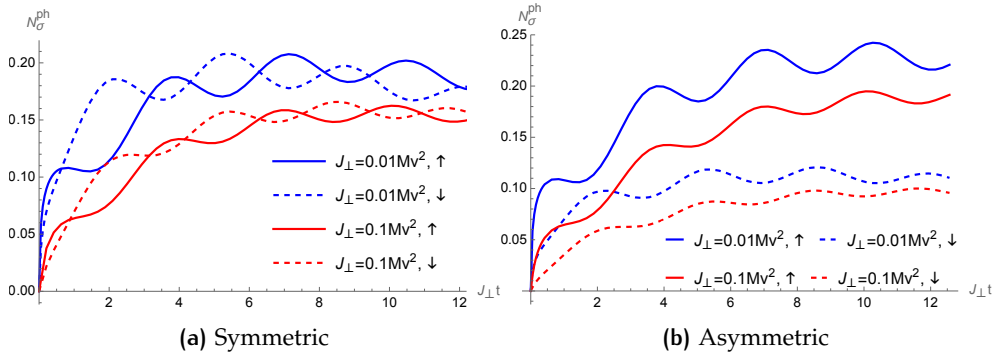 N_σ^ph
0.20
0.15
0.10
0.05
0.00
J⊥=0.01Mv², ↑
J⊥=0.01Mv², ↓
J⊥=0.1Mv², ↑
J⊥=0.1Mv², ↓
2 4 6 8 10 12 J⊥t
(a) Symmetric
N_σ^ph
0.25
0.20
0.15
0.10
0.05
J⊥=0.01Mv², ↑ J⊥=0.01Mv², ↓
J⊥=0.1Mv², ↑ J⊥=0.1Mv², ↓
0 2 4 6 8 10 12 J⊥t
(b) Asymmetric